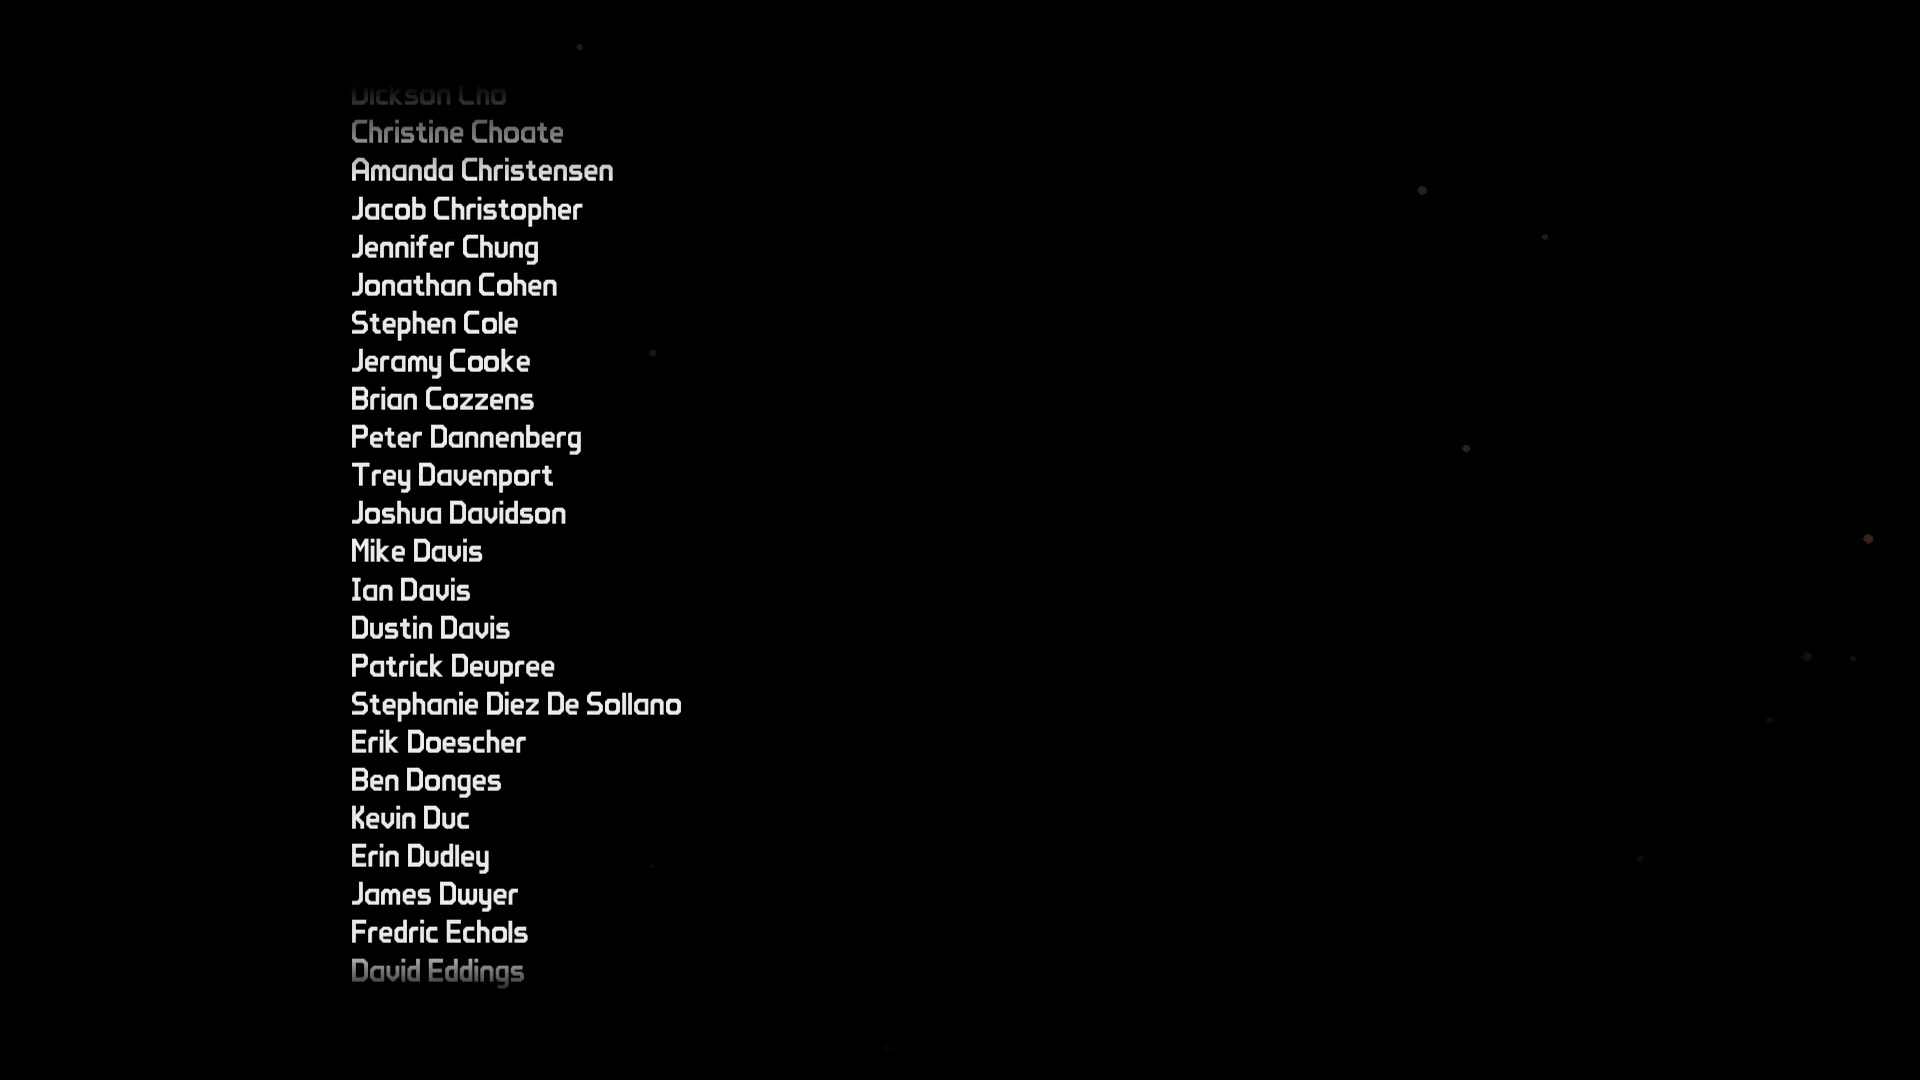 Dickson Cho
Christine Choate
Amanda Christensen
Jacob Christopher
Jennifer Chung
Jonathan Cohen
Stephen Cole
Jeramy Cooke
Brian Cozzens
Peter Dannenberg
Trey Davenport
Joshua Davidson
Mike Davis
Ian Davis
Dustin Davis
Patrick Deupree
Stephanie Diez De Sollano
Erik Doescher
Ben Donges
Kevin Duc
Erin Dudley
James Dwyer
Fredric Echols
David Eddings